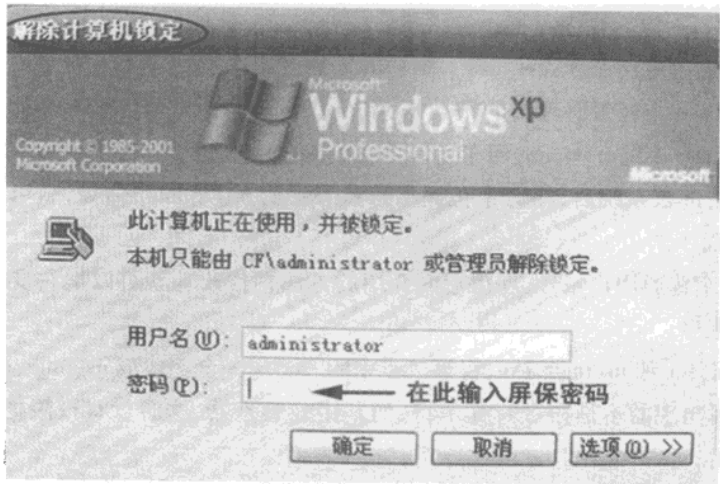 解除计算机锁定
Microsoft
Windows xp
Professional
Copyright © 1985-2001
Microsoft Corporation
Microsoft
此计算机正在使用，并被锁定。
本机只能由 CF\administrator 或管理员解除锁定。
用户名(U): administrator
密码(P): 在此输入屏保密码
确定 取消 选项(O) >>